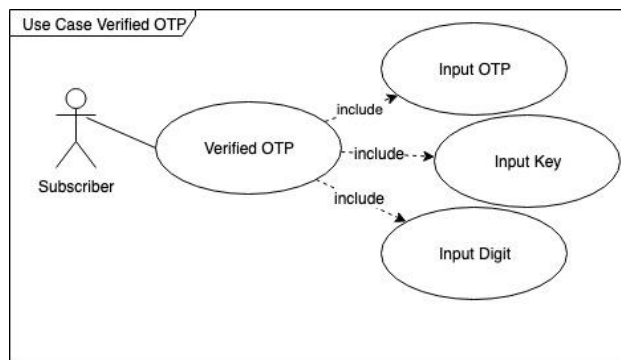 Use Case Verified OTP
Input OTP
include
Verified OTP
include
Input Key
Subscriber
include
Input Digit